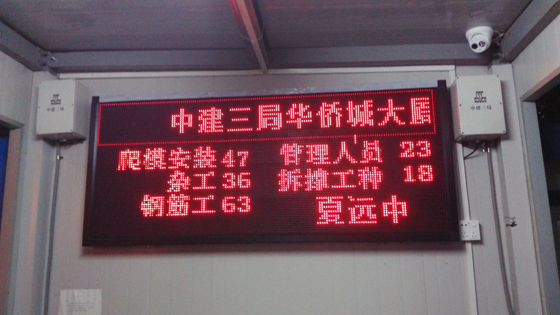 中建三局华侨城大厦
爬模安装 47 管理人员 23
杂工 36 拆撑工种 18
钢筋工 63 夏远中